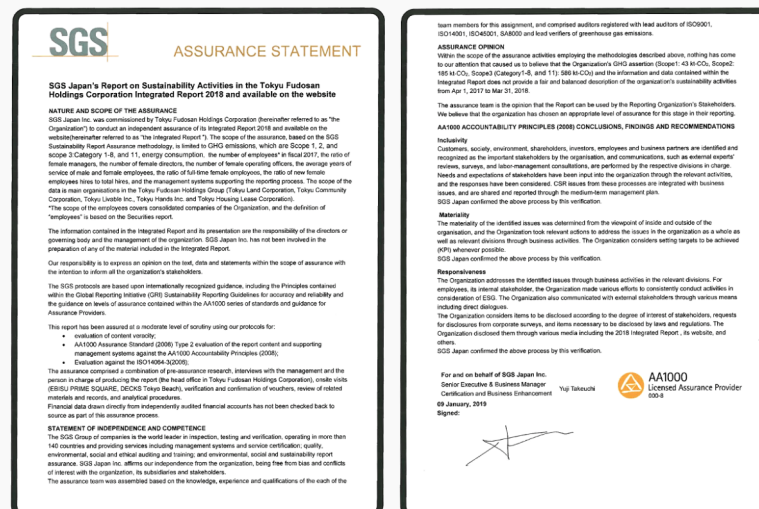 SGS
ASSURANCE STATEMENT
SGS Japan's Report on Sustainability Activities in the Tokyu Fudosan
Holdings Corporation Integrated Report 2018 and available on the website
NATURE AND SCOPE OF THE ASSURANCE
SGS Japan Inc. was commissioned by Tokyu Fudosan Holdings Corporation (hereinafter referred to as "the
Organization") to conduct an independent assurance of its Integrated Report 2018 and available on the
website(hereinafter referred to as "the Integrated Report "). The scope of the assurance, based on the SGS
Sustainability Report Assurance methodology, is limited to GHG emissions, which are Scope 1, 2, and
scope 3:Category 1-8, and 11, energy consumption, the number of employees* in fiscal 2017, the ratio of
female managers, the number of female directors, the number of female operating officers, the average years of
service of male and female employees, the ratio of full-time female employees, the ratio of new female
employees hires to total hires, and the management systems supporting the reporting process. The scope of the
data is main organisations in the Tokyu Fudosan Holdings Group (Tokyu Land Corporation, Tokyu Community
Corporation, Tokyu Livable Inc., Tokyu Hands Inc. and Tokyu Housing Lease Corporation).
*The scope of the employees covers consolidated companies of the Organization, and the definition of
"employees" is based on the Securities report.
The information contained in the Integrated Report and its presentation are the responsibility of the directors or
governing body and the management of the organization. SGS Japan Inc. has not been involved in the
preparation of any of the material included in the Integrated Report.
Our responsibility is to express an opinion on the text, data and statements within the scope of assurance with
the intention to inform all the organization's stakeholders.
The SGS protocols are based upon internationally recognized guidance, including the Principles contained
within the Global Reporting Initiative (GRI) Sustainability Reporting Guidelines for accuracy and reliability and
the guidance on levels of assurance contained within the AA1000 series of standards and guidance for
Assurance Providers.
This report has been assured at a moderate level of scrutiny using our protocols for:
• evaluation of content veracity;
• AA1000 Assurance Standard (2008) Type 2 evaluation of the report content and supporting
management systems against the AA1000 Accountability Principles (2008);
• Evaluation against the ISO14064-3(2006);
The assurance comprised a combination of pre-assurance research, interviews with the management and the
person in charge of producing the report (the head office in Tokyu Fudosan Holdings Corporation), onsite visits
(EBISU PRIME SQUARE, DECKS Tokyo Beach), verification and confirmation of vouchers, review of related
materials and records, and analytical procedures.
Financial data drawn directly from independently audited financial accounts has not been checked back to
source as part of this assurance process.
STATEMENT OF INDEPENDENCE AND COMPETENCE
The SGS Group of companies is the world leader in inspection, testing and verification, operating in more than
140 countries and providing services including management systems and service certification; quality,
environmental, social and ethical auditing and training; and environmental, social and sustainability report
assurance. SGS Japan Inc. affirms our independence from the organization, being free from bias and conflicts
of interest with the organization, its subsidiaries and stakeholders.
The assurance team was assembled based on the knowledge, experience and qualifications of the each of the
team members for this assignment, and comprised auditors registered with lead auditors of ISO9001,
ISO14001, ISO45001, SA8000 and lead verifiers of greenhouse gas emissions.
ASSURANCE OPINION
Within the scope of the assurance activities employing the methodologies described above, nothing has come
to our attention that caused us to believe that the Organization's GHG assertion (Scope1: 43 kt-CO₂, Scope2:
185 kt-CO₂, Scope3 (Category1-8, and 11): 586 kt-CO₂) and the information and data contained within the
Integrated Report does not provide a fair and balanced description of the organization's sustainability activities
from Apr 1, 2017 to Mar 31, 2018.
The assurance team is the opinion that the Report can be used by the Reporting Organization's Stakeholders.
We believe that the organization has chosen an appropriate level of assurance for this stage in their reporting.
AA1000 ACCOUNTABILITY PRINCIPLES (2008) CONCLUSIONS, FINDINGS AND RECOMMENDATIONS
Inclusivity
Customers, society, environment, shareholders, investors, employees and business partners are identified and
recognized as the important stakeholders by the organisation, and communications, such as external experts'
reviews, surveys, and labor-management consultations, are performed by the respective divisions in charge.
Needs and expectations of stakeholders have been input into the organization through the relevant activities,
and the responses have been considered. CSR issues from these processes are integrated with business
issues, and are shared and reported through the medium-term management plan.
SGS Japan confirmed the above process by this verification.
Materiality
The materiality of the identified issues was determined from the viewpoint of inside and outside of the
organisation, and the Organization took relevant actions to address the issues in the organization as a whole as
well as relevant divisions through business activities. The Organization considers setting targets to be achieved
(KPI) whenever possible.
SGS Japan confirmed the above process by this verification.
Responsiveness
The Organization addresses the identified issues through business activities in the relevant divisions. For
employees, its internal stakeholder, the Organization made various efforts to consistently conduct activities in
consideration of ESG. The Organization also communicated with external stakeholders through various means
including direct dialogues.
The Organization considers items to be disclosed according to the degree of interest of stakeholders, requests
for disclosures from corporate surveys, and items necessary to be disclosed by laws and regulations. The
Organization disclosed them through various media including the 2018 Integrated Report , its website, and
others.
SGS Japan confirmed the above process by this verification.
For and on behalf of SGS Japan Inc.
Senior Executive & Business Manager
Certification and Business Enhancement
Yuji Takeuchi
09 January, 2019
Signed:
AA1000
Licensed Assurance Provider
000-8